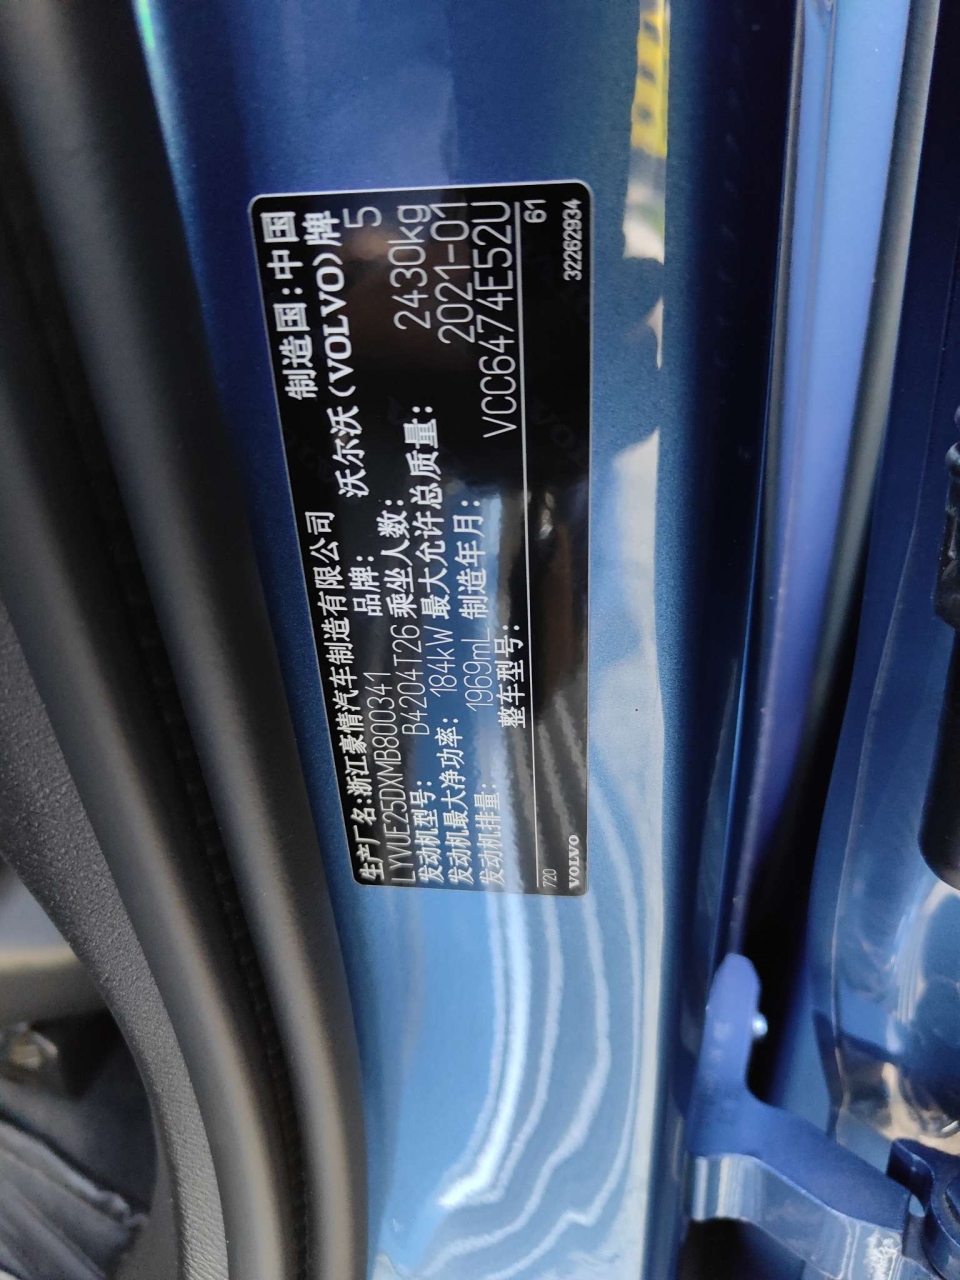 生产厂名:浙江豪情汽车制造有限公司 制造国:中国
LYVUE25DXMB800341 品牌: 沃尔沃(VOLVO)牌
发动机型号: B4204T26 乘坐人数: 5
发动机最大净功率: 184kW 最大允许总质量: 2430kg
发动机排量: 1969mL 制造年月: 2021-01
整车型号: VCC6474E52U
720 61
VOLVO 32262934